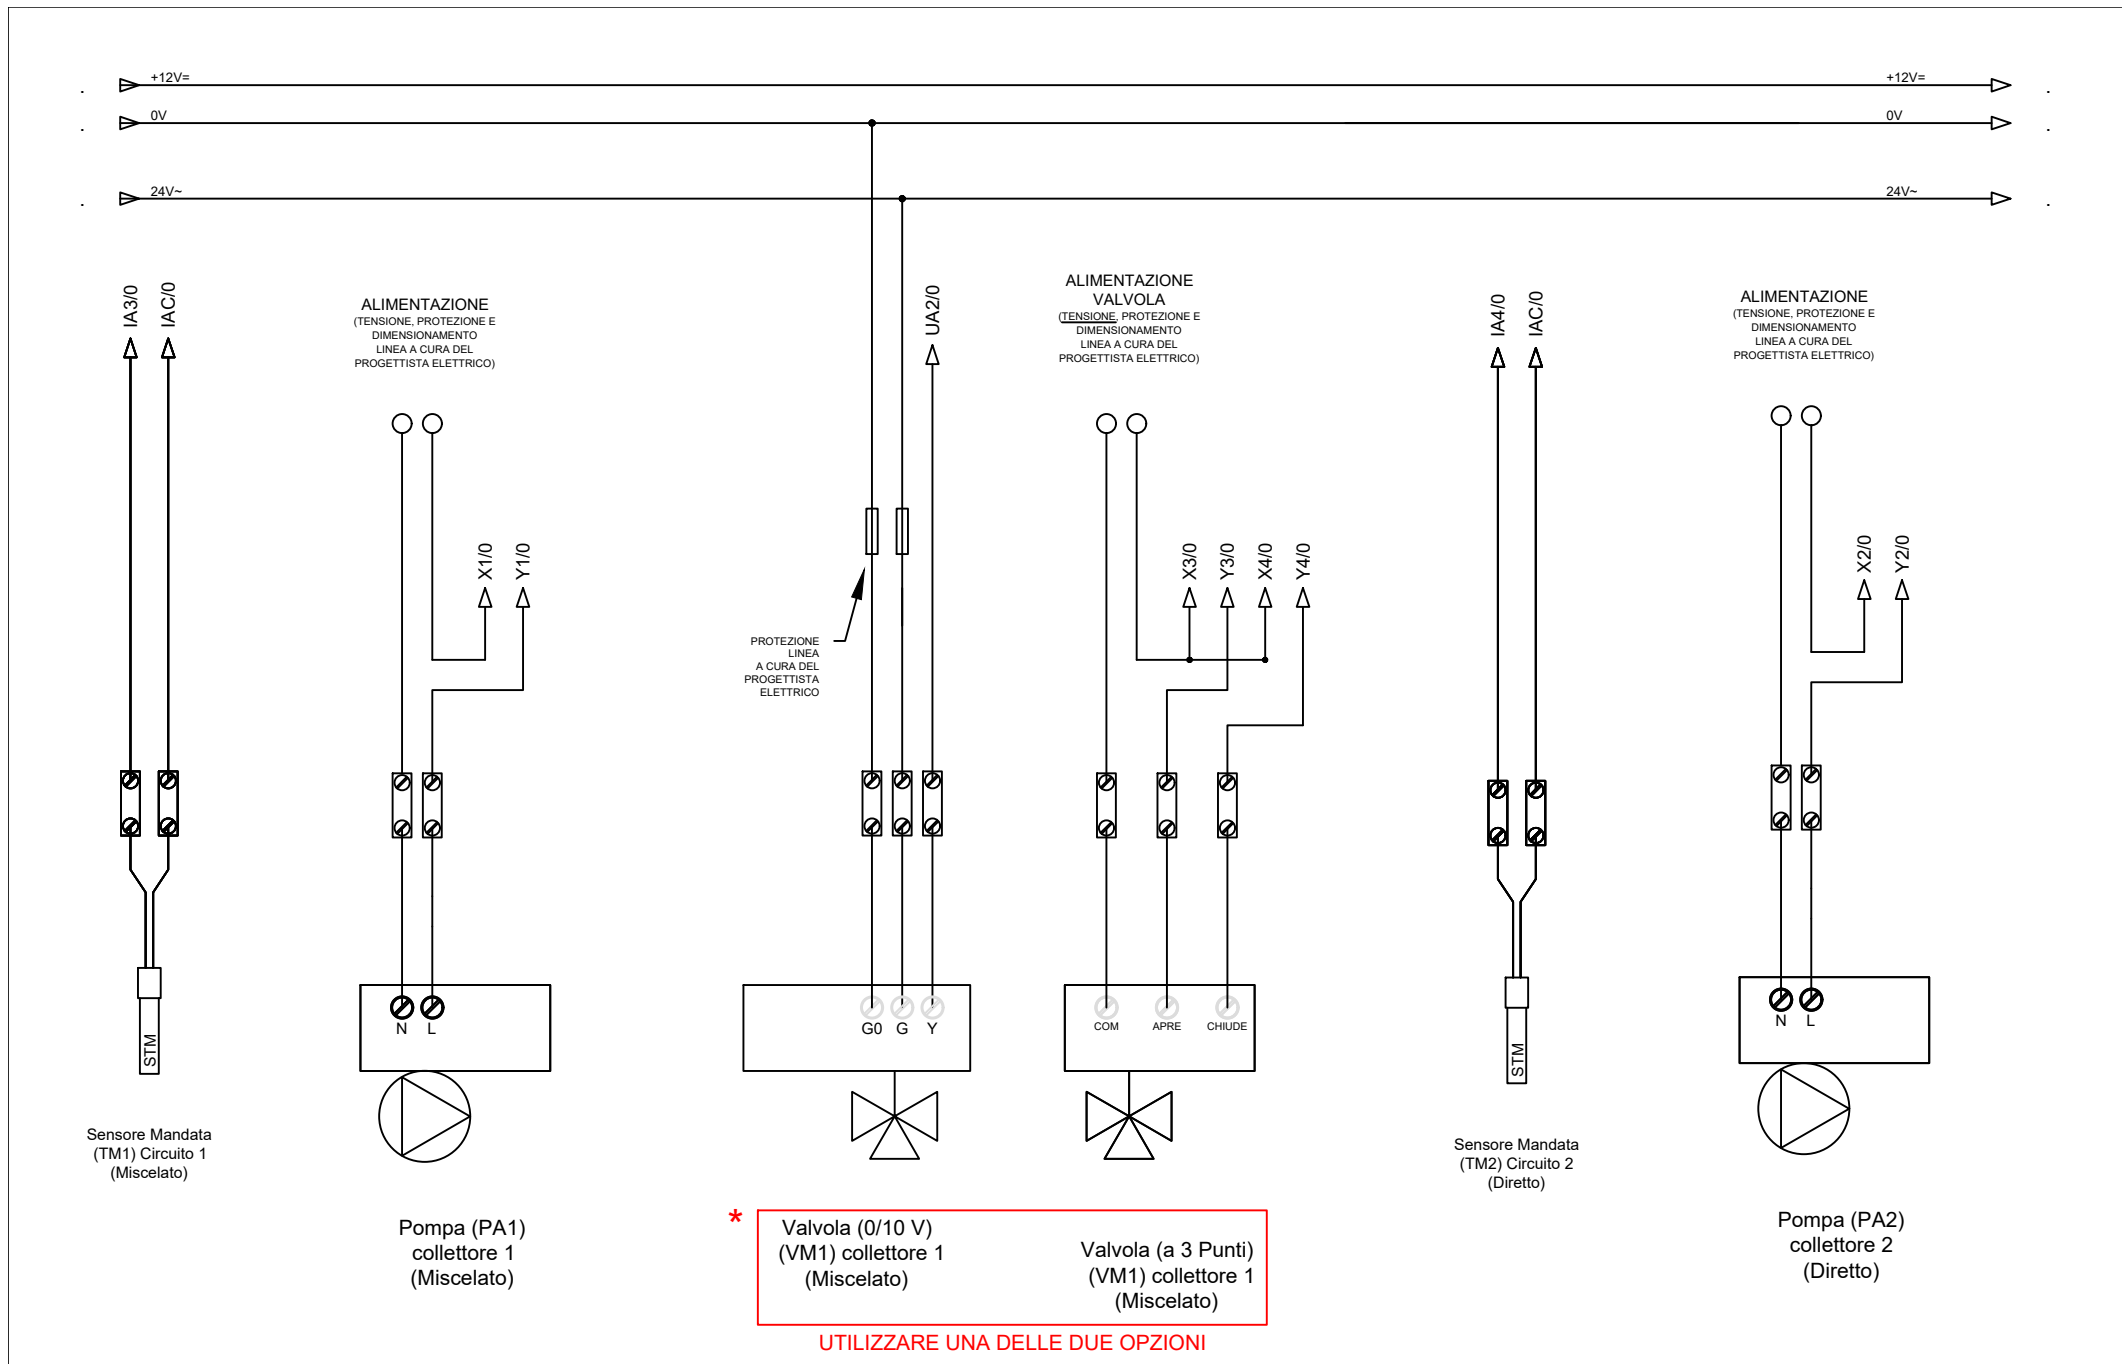 +12V=
+12V=
0V
0V
24V~
24V~
IA3/0
IAC/0
ALIMENTAZIONE
(TENSIONE, PROTEZIONE E
DIMENSIONAMENTO
LINEA A CURA DEL
PROGETTISTA ELETTRICO)
X1/0
Y1/0
UA2/0
PROTEZIONE
LINEA
A CURA DEL
PROGETTISTA
ELETTRICO
ALIMENTAZIONE
VALVOLA
(TENSIONE, PROTEZIONE E
DIMENSIONAMENTO
LINEA A CURA DEL
PROGETTISTA ELETTRICO)
X3/0
Y3/0
X4/0
Y4/0
IA4/0
IAC/0
ALIMENTAZIONE
(TENSIONE, PROTEZIONE E
DIMENSIONAMENTO
LINEA A CURA DEL
PROGETTISTA ELETTRICO)
X2/0
Y2/0
STM
N L
G0 G Y
COM APRE CHIUDE
STM
N L
Sensore Mandata
(TM1) Circuito 1
(Miscelato)
Pompa (PA1)
collettore 1
(Miscelato)
*
Valvola (0/10 V)
(VM1) collettore 1
(Miscelato)
Valvola (a 3 Punti)
(VM1) collettore 1
(Miscelato)
UTILIZZARE UNA DELLE DUE OPZIONI
Sensore Mandata
(TM2) Circuito 2
(Diretto)
Pompa (PA2)
collettore 2
(Diretto)